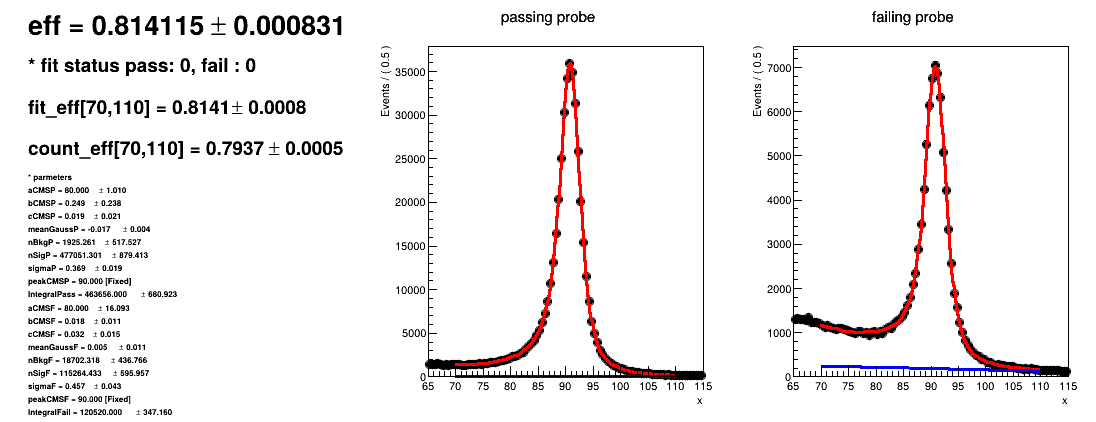 eff = 0.814115 ± 0.000831
* fit status pass: 0, fail : 0
fit_eff[70,110] = 0.8141± 0.0008
count_eff[70,110] = 0.7937 ± 0.0005
* parmeters
aCMSP = 80.000 ± 1.010
bCMSP = 0.249 ± 0.238
cCMSP = 0.019 ± 0.021
meanGaussP = -0.017 ± 0.004
nBkgP = 1925.261 ± 517.527
nSigP = 477051.301 ± 879.413
sigmaP = 0.369 ± 0.019
peakCMSP = 90.000 [Fixed]
IntegralPass = 463656.000 ± 680.923
aCMSF = 80.000 ± 16.093
bCMSF = 0.018 ± 0.011
cCMSF = 0.032 ± 0.015
meanGaussF = 0.005 ± 0.011
nBkgF = 18702.318 ± 436.766
nSigF = 115264.433 ± 595.957
sigmaF = 0.457 ± 0.043
peakCMSF = 90.000 [Fixed]
IntegralFail = 120520.000 ± 347.160
passing probe
Events / ( 0.5 )
35000
30000
25000
20000
15000
10000
5000
0
65 70 75 80 85 90 95 100 105 110 115
x
failing probe
Events / ( 0.5 )
7000
6000
5000
4000
3000
2000
1000
0
65 70 75 80 85 90 95 100 105 110 115
x